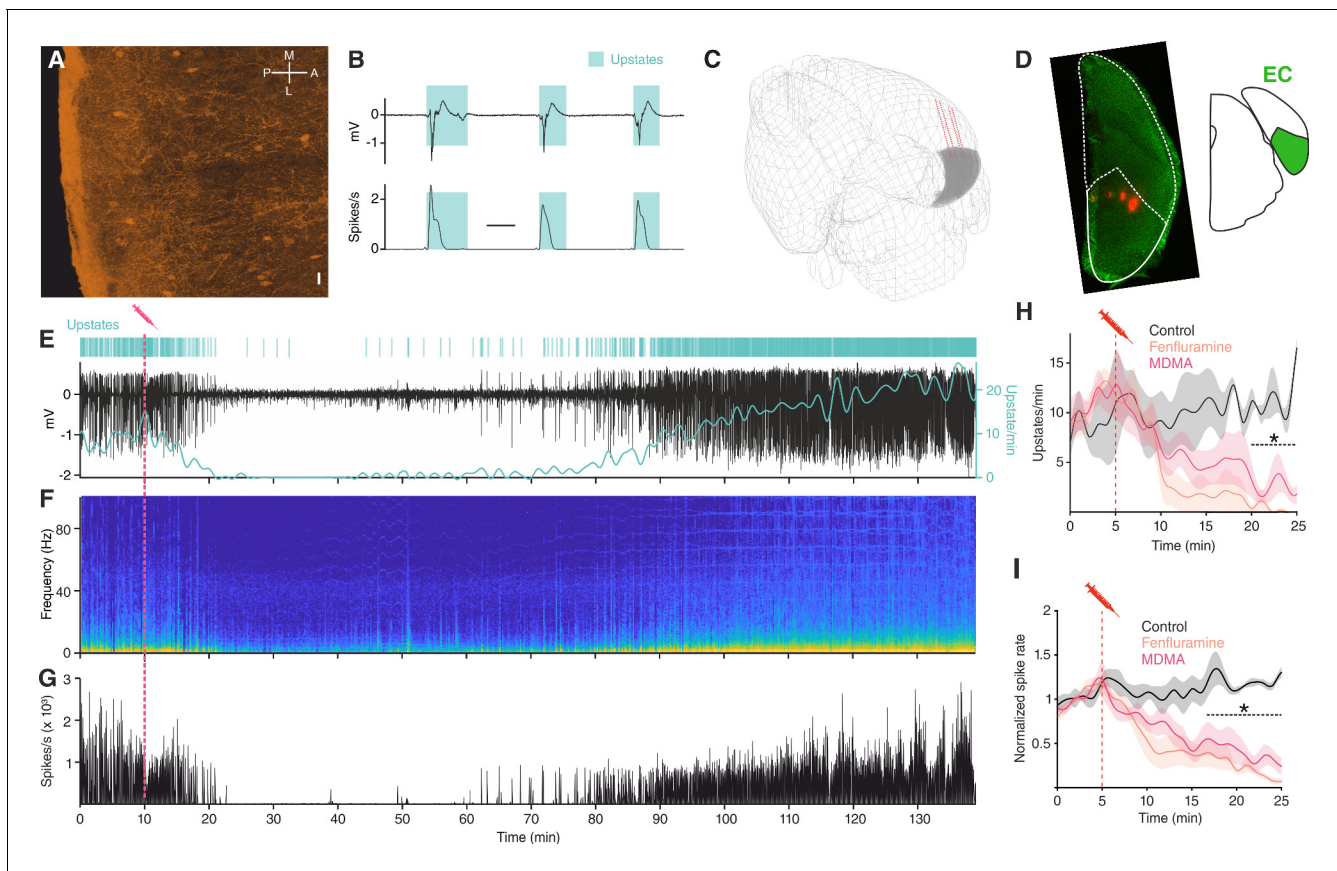 A
M
P A
L
B
Upstates
0
-1
mV
2
0
Spikes/s
C
D
EC
E
Upstates
0
-1
-2
mV
20
10
0
Upstate/min
F
80
40
0
Frequency (Hz)
G
3
2
1
Spikes/s (x 10³)
0 10 20 30 40 50 60 70 80 90 100 110 120 130
Time (min)
H
Control
Fenfluramine
MDMA
15
10
5
Upstates/min
*
0 5 10 15 20 25
Time (min)
I
Control
Fenfluramine
MDMA
2
1.5
1
0.5
Normalized spike rate
*
0 5 10 15 20 25
Time (min)